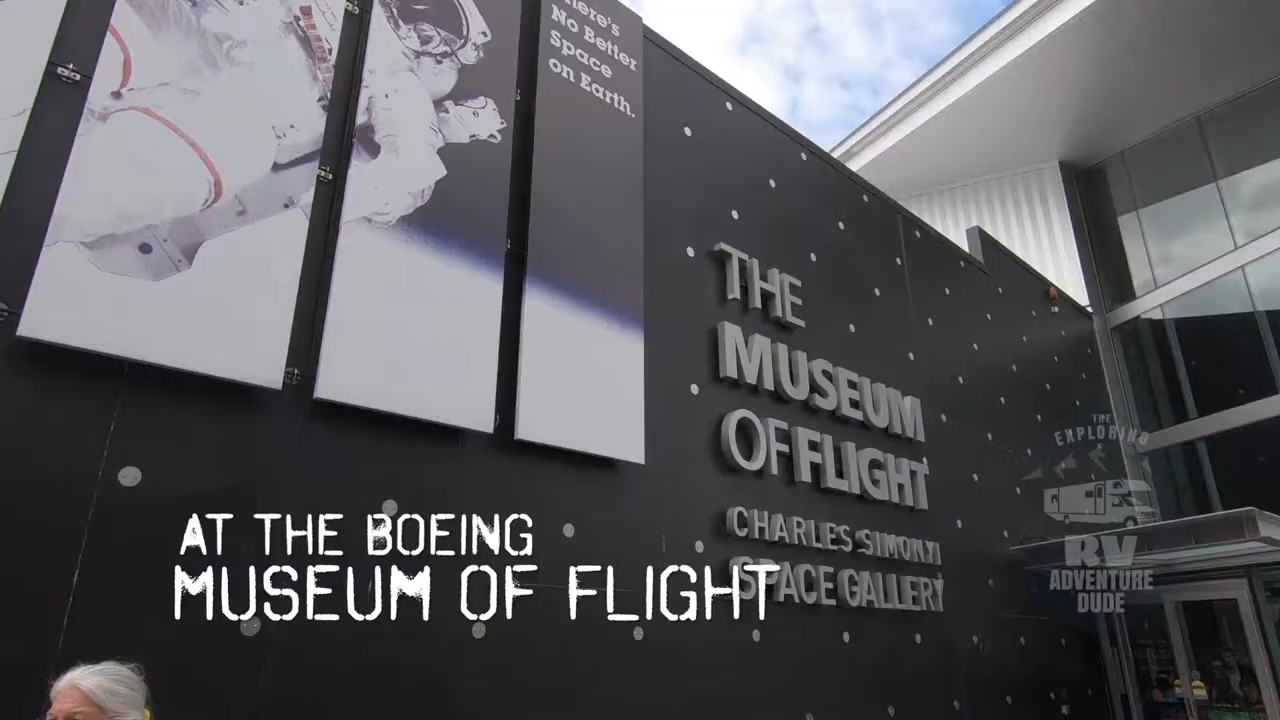 There's
No Better
Space
on Earth.
THE
MUSEUM
OF FLIGHT
CHARLES SIMONYI
SPACE GALLERY
AT THE BOEING
MUSEUM OF FLIGHT
THE
EXPLORING
RV
ADVENTURE
DUDE